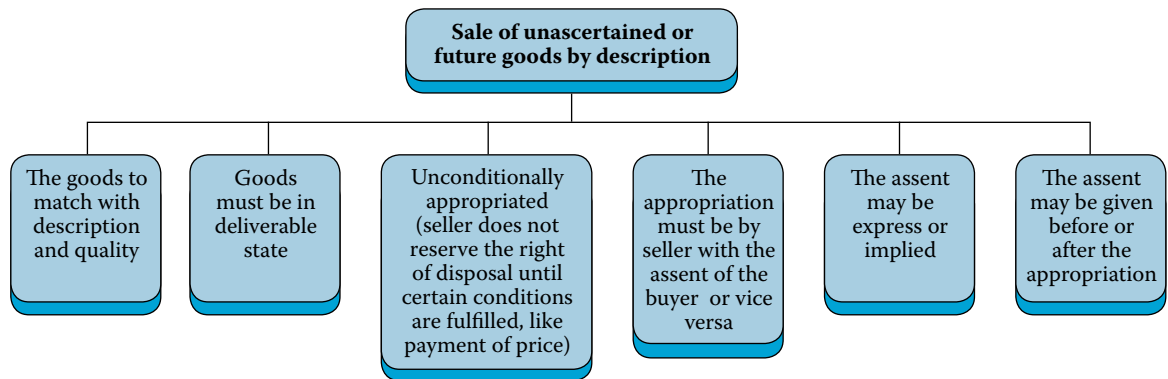 Sale of unascertained or
future goods by description
The goods to
match with
description
and quality
Goods
must be in
deliverable
state
Unconditionally
appropriated
(seller does not
reserve the right
of disposal until
certain conditions
are fulfilled, like
payment of price)
The
appropriation
must be by
seller with the
assent of the
buyer or vice
versa
The assent
may be
express or
implied
The assent
may be given
before or
after the
appropriation